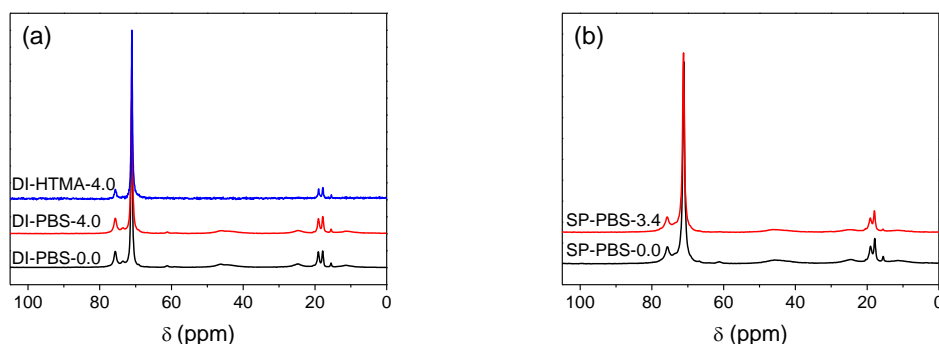 (a)
DI-HTMA-4.0
DI-PBS-4.0
DI-PBS-0.0
100 80 60 40 20 0
δ (ppm)
(b)
SP-PBS-3.4
SP-PBS-0.0
100 80 60 40 20 0
δ (ppm)